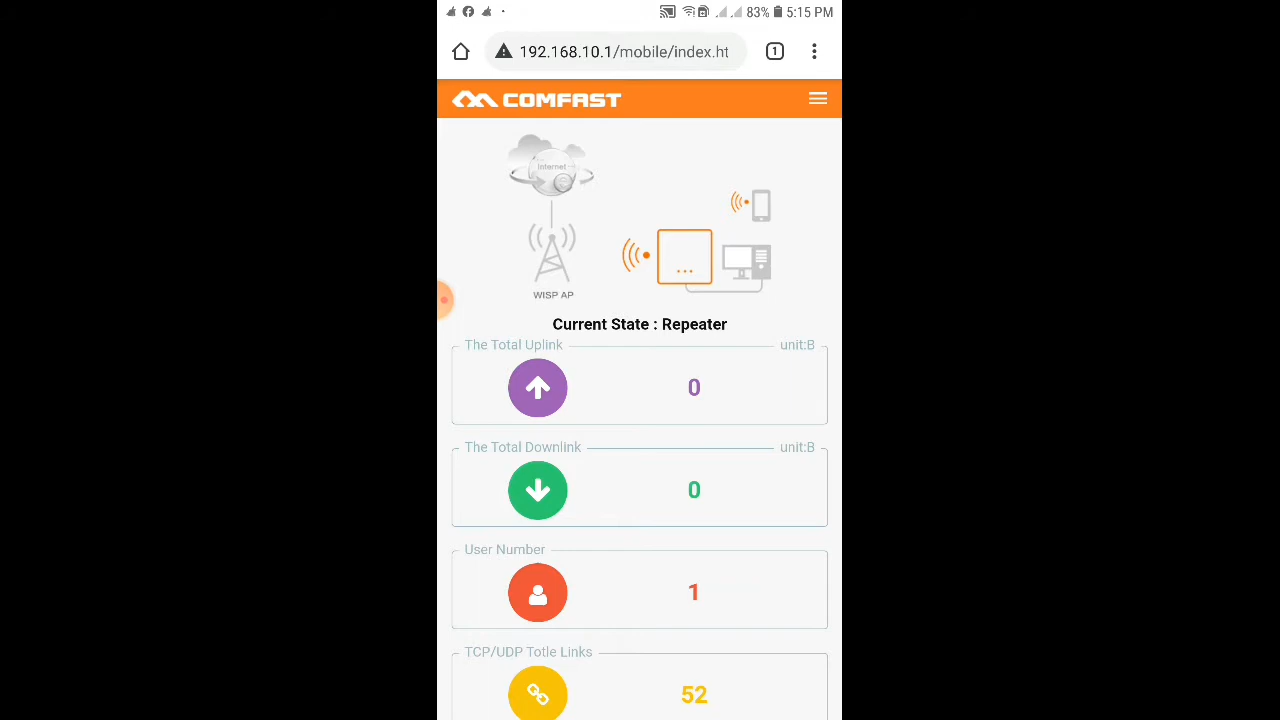 83% 5:15 PM
192.168.10.1/mobile/index.ht 1
COMFAST
Internet
WISP AP
Current State : Repeater
The Total Uplink unit:B
0
The Total Downlink unit:B
0
User Number
1
TCP/UDP Totle Links
52